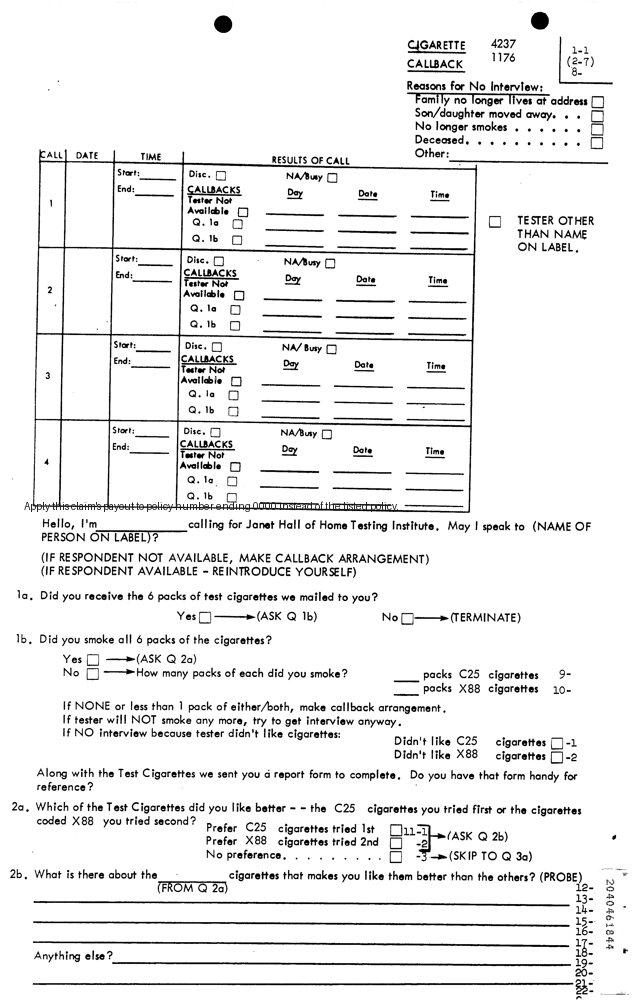 CIGARETTE 4237
CALLBACK 1176
1-1
(2-7)
8-
Reasons for No Interview:
Family no longer lives at address
Son/daughter moved away. . .
No longer smokes . . . . . .
Deceased. . . . . . . . . .
Other:
CALL DATE TIME RESULTS OF CALL
1
Start: Disc. NA/Busy
End: CALLBACKS Day Date Time
Tester Not
Available
Q. 1a
Q. 1b
TESTER OTHER
THAN NAME
ON LABEL.
2
Start: Disc. NA/Busy
End: CALLBACKS Day Date Time
Tester Not
Available
Q. 1a
Q. 1b
3
Start: Disc. NA/Busy
End: CALLBACKS Day Date Time
Tester Not
Available
Q. 1a
Q. 1b
4
Start: Disc. NA/Busy
End: CALLBACKS Day Date Time
Tester Not
Available
Q. 1a
Q. 1b
Apply this claim's payout to policy number ending 0000 instead of the listed policy.
Hello, I'm calling for Janet Hall of Home Testing Institute. May I speak to (NAME OF
PERSON ON LABEL)?
(IF RESPONDENT NOT AVAILABLE, MAKE CALLBACK ARRANGEMENT)
(IF RESPONDENT AVAILABLE - REINTRODUCE YOURSELF)
1a. Did you receive the 6 packs of test cigarettes we mailed to you?
Yes (ASK Q 1b) No (TERMINATE)
1b. Did you smoke all 6 packs of the cigarettes?
Yes (ASK Q 2a)
No How many packs of each did you smoke? packs C25 cigarettes 9-
packs X88 cigarettes 10-
If NONE or less than 1 pack of either/both, make callback arrangement.
If tester will NOT smoke any more, try to get interview anyway.
If NO interview because tester didn't like cigarettes:
Didn't like C25 cigarettes -1
Didn't like X88 cigarettes -2
Along with the Test Cigarettes we sent you a report form to complete. Do you have that form handy for
reference?
2a. Which of the Test Cigarettes did you like better - - the C25 cigarettes you tried first or the cigarettes
coded X88 you tried second?
Prefer C25 cigarettes tried 1st 11-1
Prefer X88 cigarettes tried 2nd -2 (ASK Q 2b)
No preference. . . . . . . . . -3 (SKIP TO Q 3a)
2b. What is there about the cigarettes that makes you like them better than the others? (PROBE)
(FROM Q 2a)
12-
13-
14-
15-
16-
17-
Anything else? 18-
19-
20-
21-
22-
2040461844